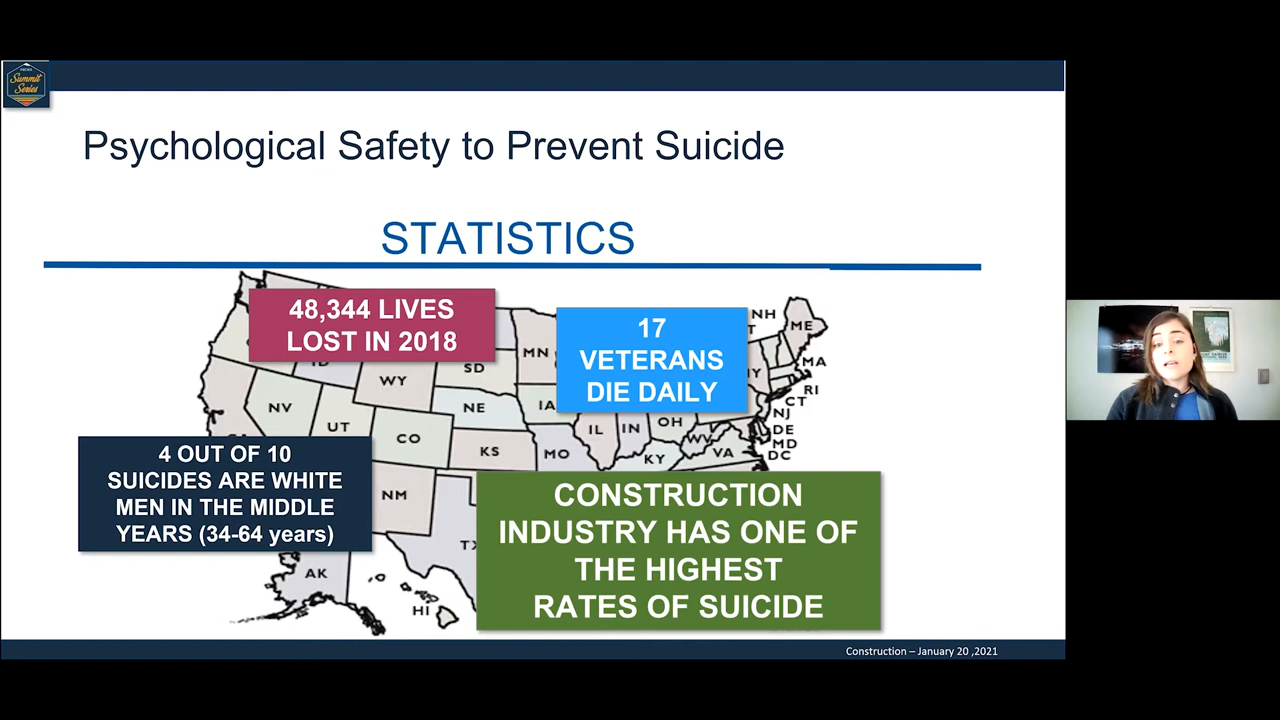 PACIFIC
Summit
Series
Psychological Safety to Prevent Suicide
STATISTICS
48,344 LIVES
LOST IN 2018
17
VETERANS
DIE DAILY
4 OUT OF 10
SUICIDES ARE WHITE
MEN IN THE MIDDLE
YEARS (34-64 years)
CONSTRUCTION
INDUSTRY HAS ONE OF
THE HIGHEST
RATES OF SUICIDE
NH
ME
MN
ID
SD
WY
MA
RI
CT
NJ
NV
NE
IA
UT
CO
IL
IN
OH
WV
VA
DE
MD
DC
KS
MO
KY
NM
AK
HI
Construction – January 20 ,2021